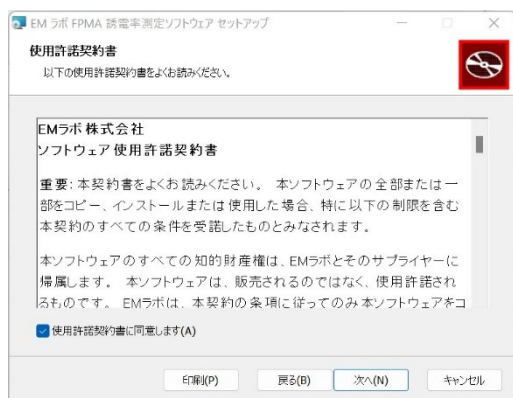 EM ラボ FPMA 誘電率測定ソフトウェア セットアップ
使用許諾契約書
以下の使用許諾契約書をよくお読みください。
EMラボ 株式会社
ソフトウェア 使用許諾契約書
重要: 本契約書をよくお読みください。 本ソフトウェアの全部または一
部をコピー、インストールまたは使用した場合、特に以下の制限を含む
本契約のすべての条件を受諾したものとみなされます。
本ソフトウェアのすべての知的財産権は、EMラボとそのサプライヤーに
帰属します。 本ソフトウェアは、販売されるのではなく、使用許諾され
るものです。 EMラボは、本契約の条項に従ってのみ本ソフトウェアをコ
使用許諾契約書に同意します(A)
印刷(P) 戻る(B) 次へ(N) キャンセル